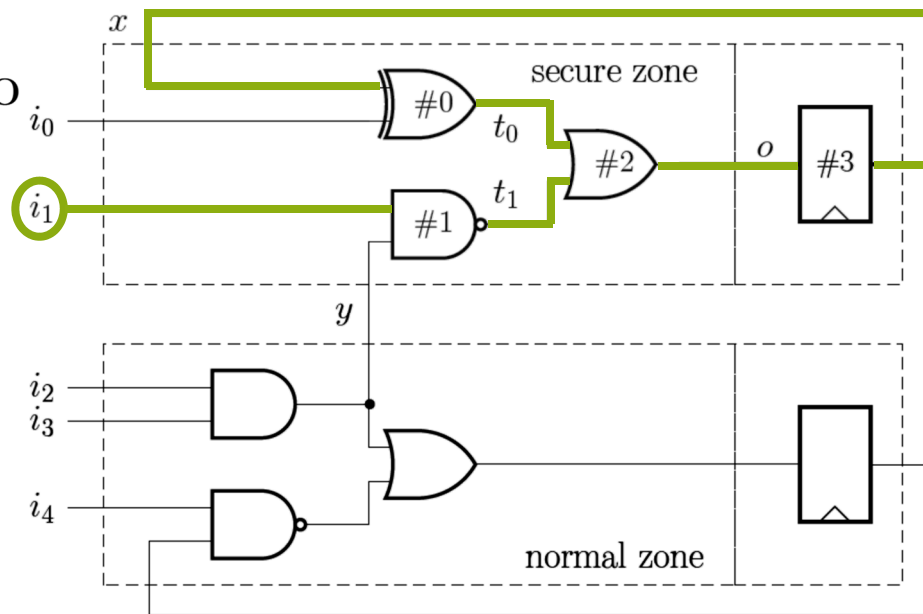 x
secure zone
O
i₀
#0
t₀
#2
o
#3
i₁
#1
t₁
y
i₂
i₃
i₄
normal zone